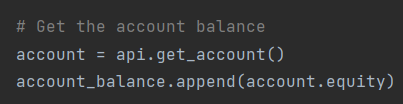 # Get the account balance
account = api.get_account()
account_balance.append(account.equity)